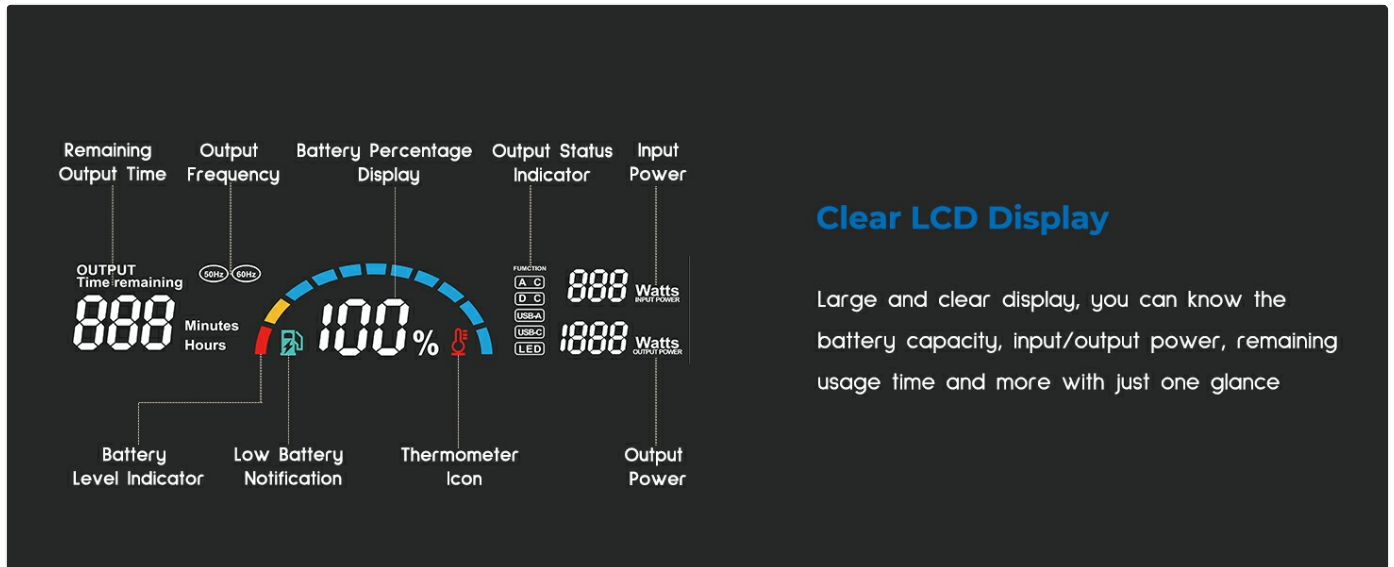 Remaining
Output Time
Output
Frequency
Battery Percentage
Display
Output Status
Indicator
Input
Power
OUTPUT
Time remaining
888
Minutes
Hours
50Hz
60Hz
100%
FUNCTION
A C
D C
USB-A
USB-C
LED
888 Watts
INPUT POWER
1888 Watts
OUTPUT POWER
Battery
Level Indicator
Low Battery
Notification
Thermometer
Icon
Output
Power
Clear LCD Display
Large and clear display, you can know the
battery capacity, input/output power, remaining
usage time and more with just one glance